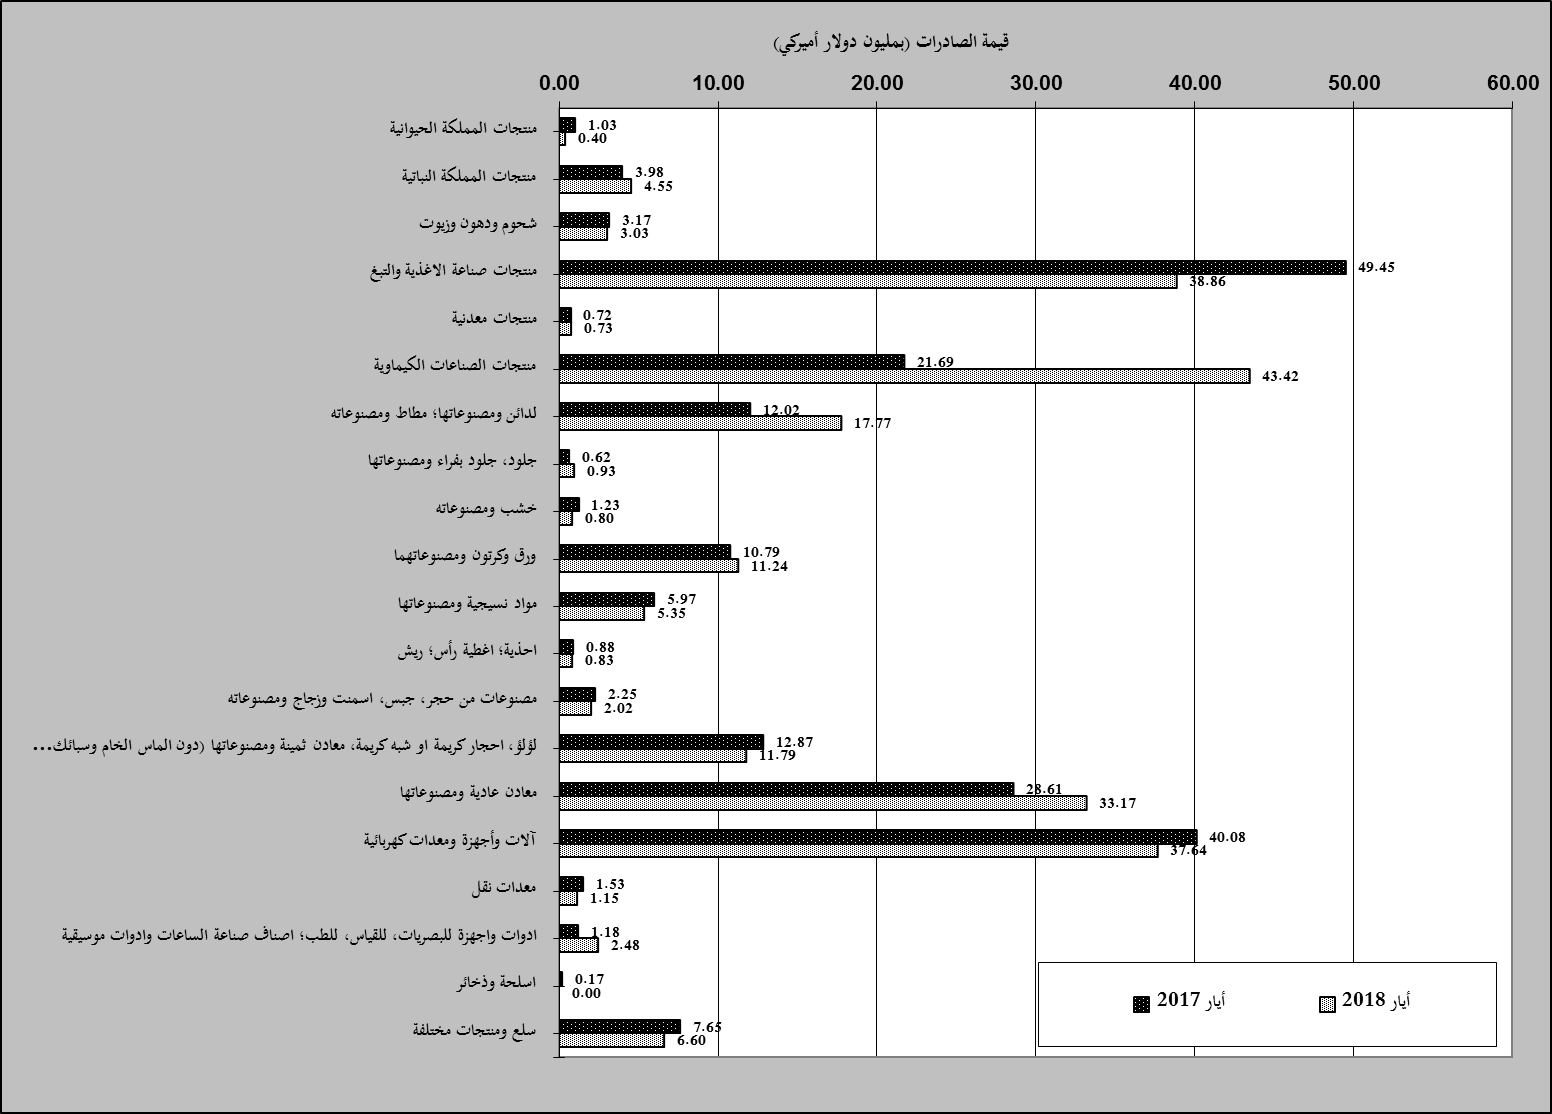 قيمة الصادرات (بمليون دولار أميركي)
0.00 10.00 20.00 30.00 40.00 50.00 60.00
منتجات المملكة الحيوانية
1.03
0.40
منتجات المملكة النباتية
3.98
4.55
شحوم ودهون وزيوت
3.17
3.03
منتجات صناعة الاغذية والتبغ
49.45
38.86
منتجات معدنية
0.72
0.73
منتجات الصناعات الكيماوية
21.69
43.42
لدائن ومصنوعاتها؛ مطاط ومصنوعاته
12.02
17.77
جلود، جلود بفراء ومصنوعاتها
0.62
0.93
خشب ومصنوعاته
1.23
0.80
ورق وكرتون ومصنوعاتهما
10.79
11.24
مواد نسيجية ومصنوعاتها
5.97
5.35
احذية؛ اغطية رأس؛ ريش
0.88
0.83
مصنوعات من حجر، جبس، اسمنت وزجاج ومصنوعاته
2.25
2.02
لؤلؤ، احجار كريمة او شبه كريمة، معادن ثمينة ومصنوعاتها (دون الماس الخام وسبائك...
12.87
11.79
معادن عادية ومصنوعاتها
28.61
33.17
آلات وأجهزة ومعدات كهربائية
40.08
37.64
معدات نقل
1.53
1.15
ادوات واجهزة للبصريات، للقياس، للطب؛ اصناف صناعة الساعات وادوات موسيقية
1.18
2.48
اسلحة وذخائر
0.17
0.00
سلع ومنتجات مختلفة
7.65
6.60
أيار 2018
أيار 2017